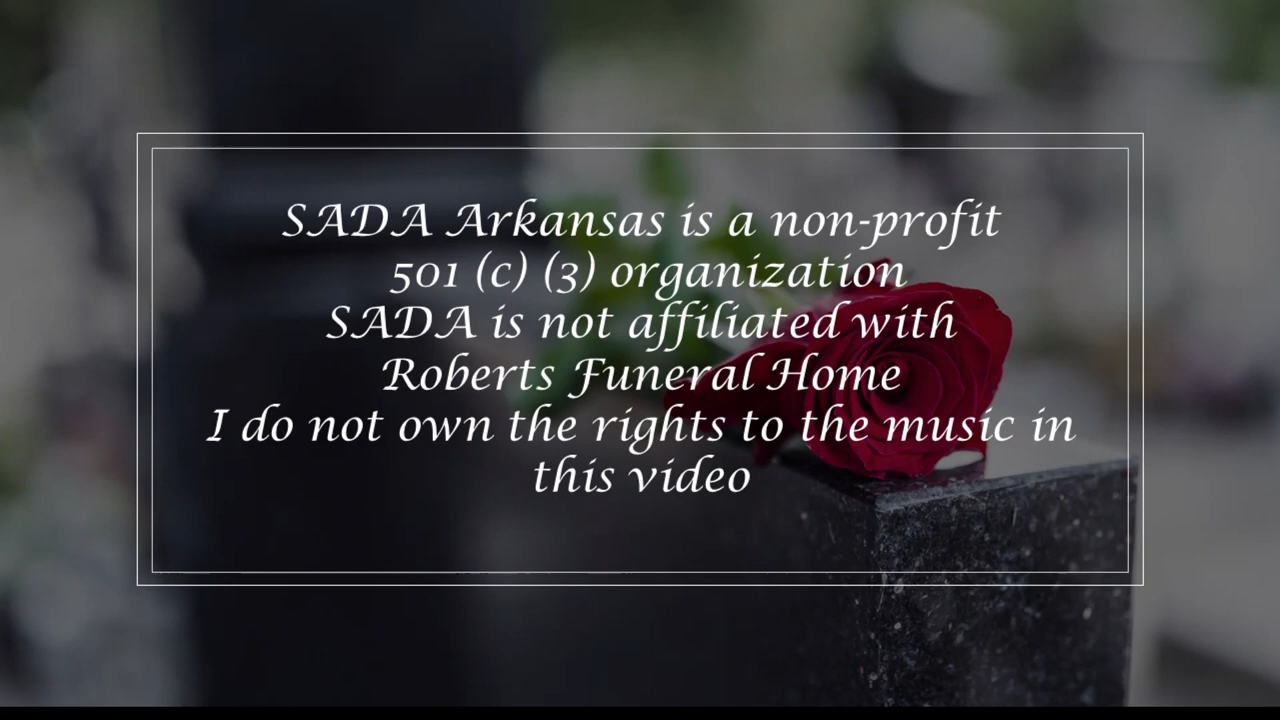 SADA Arkansas is a non-profit
501 (c) (3) organization
SADA is not affiliated with
Roberts Funeral Home
I do not own the rights to the music in
this video